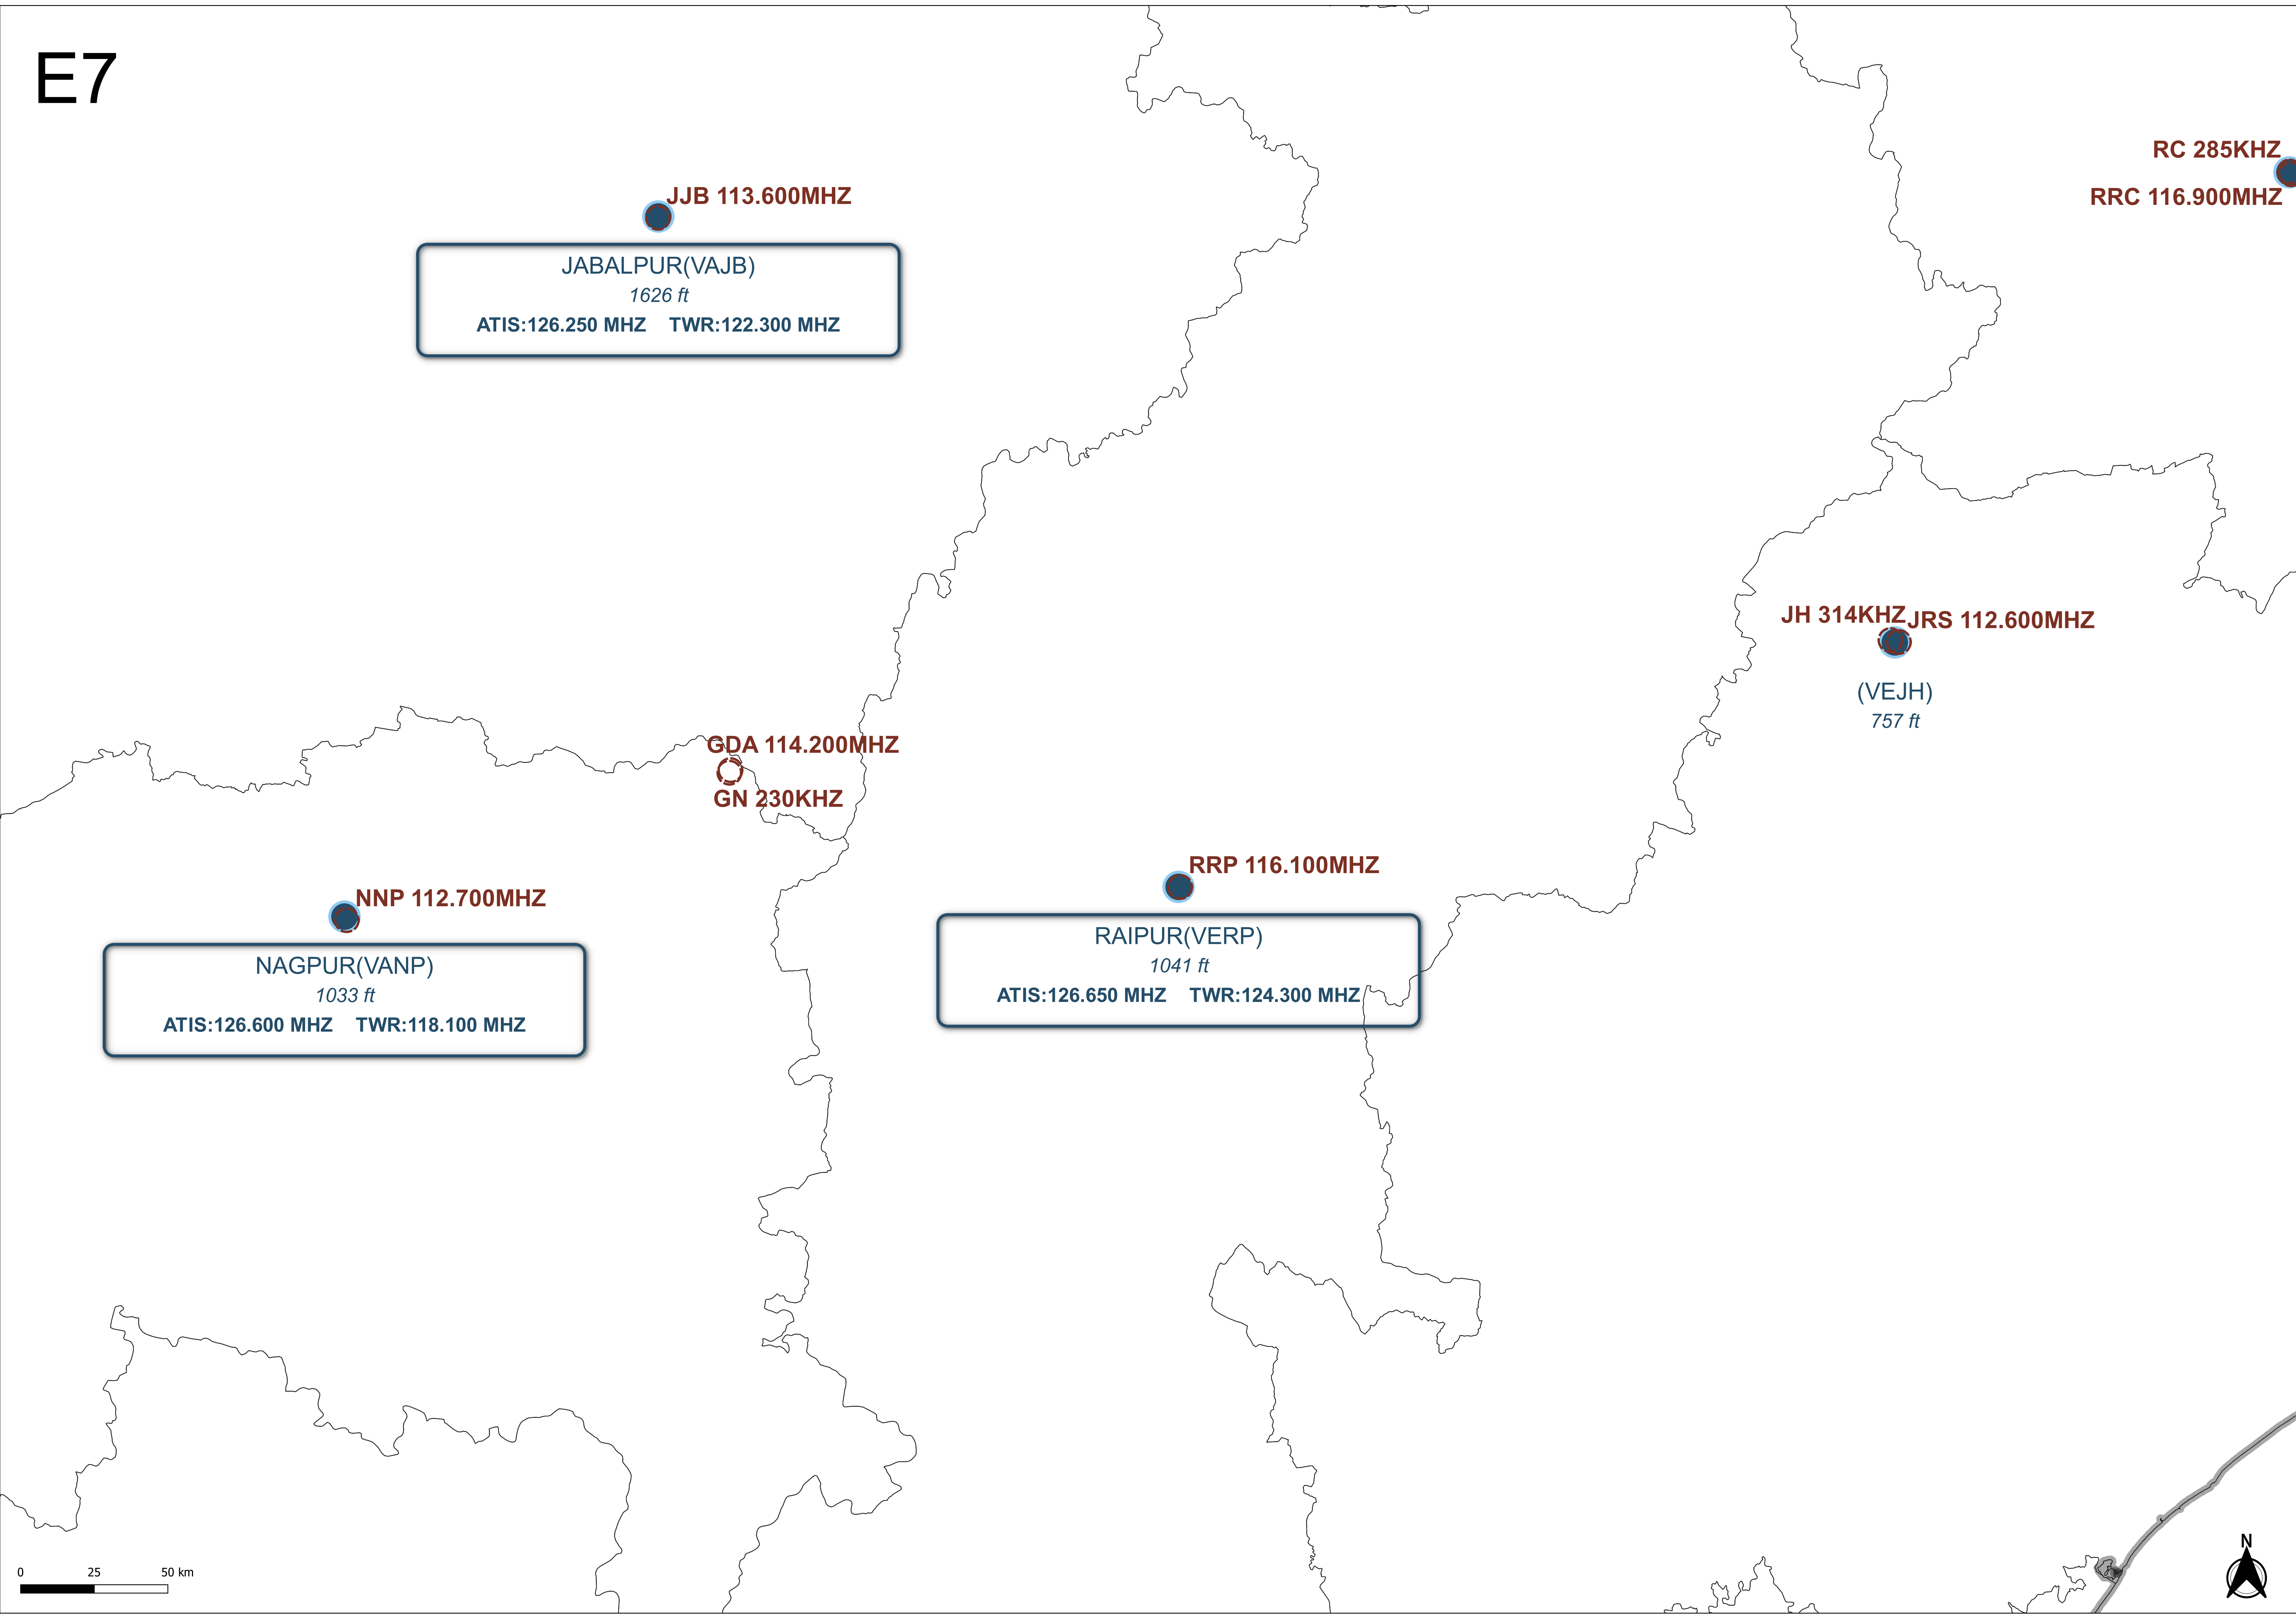 E7
RC 285KHZ
RRC 116.900MHZ
JJB 113.600MHZ
JABALPUR(VAJB)
1626 ft
ATIS:126.250 MHZ TWR:122.300 MHZ
JH 314KHZ
JRS 112.600MHZ
(VEJH)
757 ft
GDA 114.200MHZ
GN 230KHZ
RRP 116.100MHZ
RAIPUR(VERP)
1041 ft
ATIS:126.650 MHZ TWR:124.300 MHZ
NNP 112.700MHZ
NAGPUR(VANP)
1033 ft
ATIS:126.600 MHZ TWR:118.100 MHZ
0 25 50 km
N